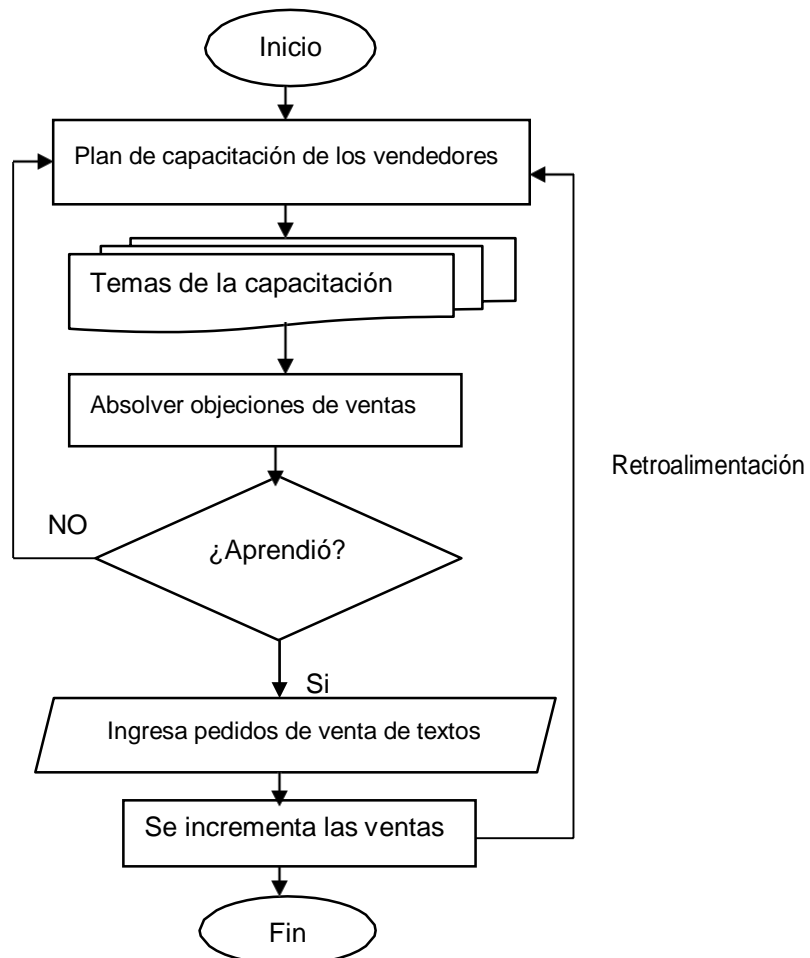 Inicio
Plan de capacitación de los vendedores
Temas de la capacitación
Absolver objeciones de ventas
Retroalimentación
NO
¿Aprendió?
Si
Ingresa pedidos de venta de textos
Se incrementa las ventas
Fin